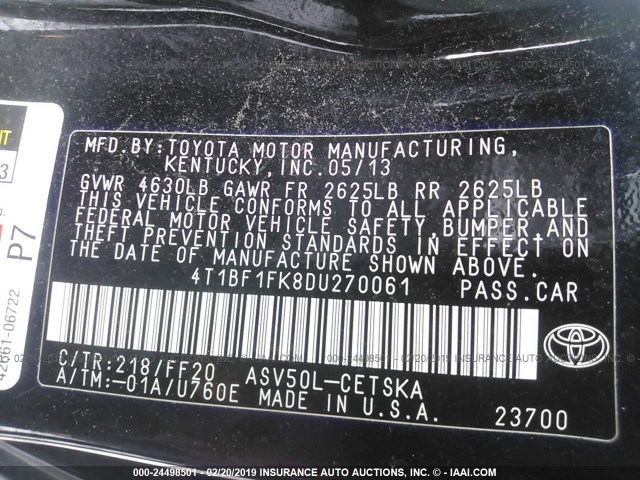 MFD.BY:TOYOTA MOTOR MANUFACTURING,
KENTUCKY, INC. 05/13
GVWR 4630LB GAWR FR 2625LB RR 2625LB
THIS VEHICLE CONFORMS TO ALL APPLICABLE
FEDERAL MOTOR VEHICLE SAFETY,BUMPER,AND
THEFT PREVENTION STANDARDS IN EFFECT ON
THE DATE OF MANUFACTURE SHOWN ABOVE.
4T1BF1FK8DU270061 PASS.CAR
C/TR:218/FF20 ASV50L-CETSKA
A/TM:-01A/U760E MADE IN U.S.A. 23700
P7
42661-06722
000-24498501 - 02/20/2019 INSURANCE AUTO AUCTIONS, INC. - © IAAI.COM